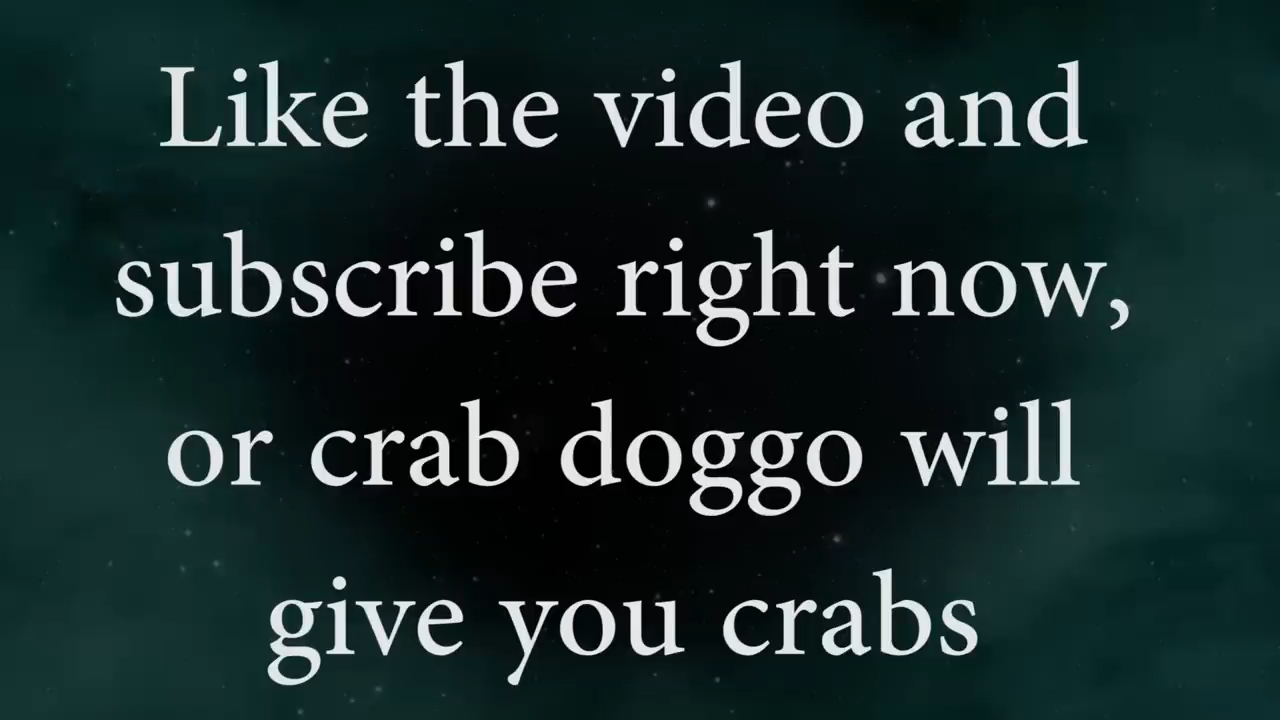 Like the video and
subscribe right now,
or crab doggo will
give you crabs